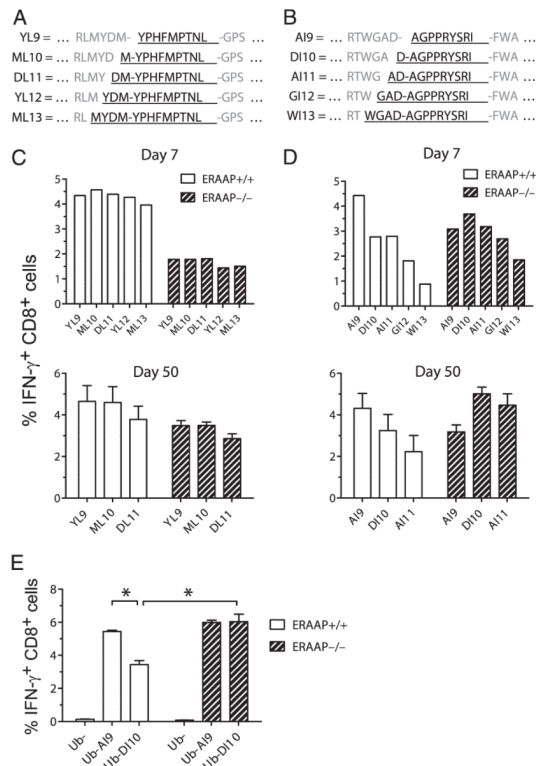 A
YL9 = ... RLMYDM- YPHFMPTNL -GPS ...
ML10 = ... RLMYD M-YPHFMPTNL -GPS ...
DL11 = ... RLMY DM-YPHFMPTNL -GPS ...
YL12 = ... RLM YDM-YPHFMPTNL -GPS ...
ML13 = ... RL MYDM-YPHFMPTNL -GPS ...
B
AI9 = ... RTWGAD- AGPPRYSRI -FWA ...
DI10 = ... RTWGA D-AGPPRYSRI -FWA ...
AI11 = ... RTWG AD-AGPPRYSRI -FWA ...
GI12 = ... RTW GAD-AGPPRYSRI -FWA ...
WI13 = ... RT WGAD-AGPPRYSRI -FWA ...
% IFN-γ+ CD8+ cells
C
Day 7
ERAAP+/+
ERAAP−/−
5
4
3
2
1
0
YL9 ML10 DL11 YL12 ML13 YL9 ML10 DL11 YL12 ML13
Day 50
6
4
2
0
YL9 ML10 DL11 YL9 ML10 DL11
D
Day 7
ERAAP+/+
ERAAP−/−
5
4
3
2
1
0
AI9 DI10 AI11 GI12 WI13 AI9 DI10 AI11 GI12 WI13
Day 50
6
4
2
0
AI9 DI10 AI11 AI9 DI10 AI11
E
% IFN-γ+ CD8+ cells
8
6
4
2
0
* *
ERAAP+/+
ERAAP−/−
Ub- Ub-AI9 Ub-DI10 Ub- Ub-AI9 Ub-DI10